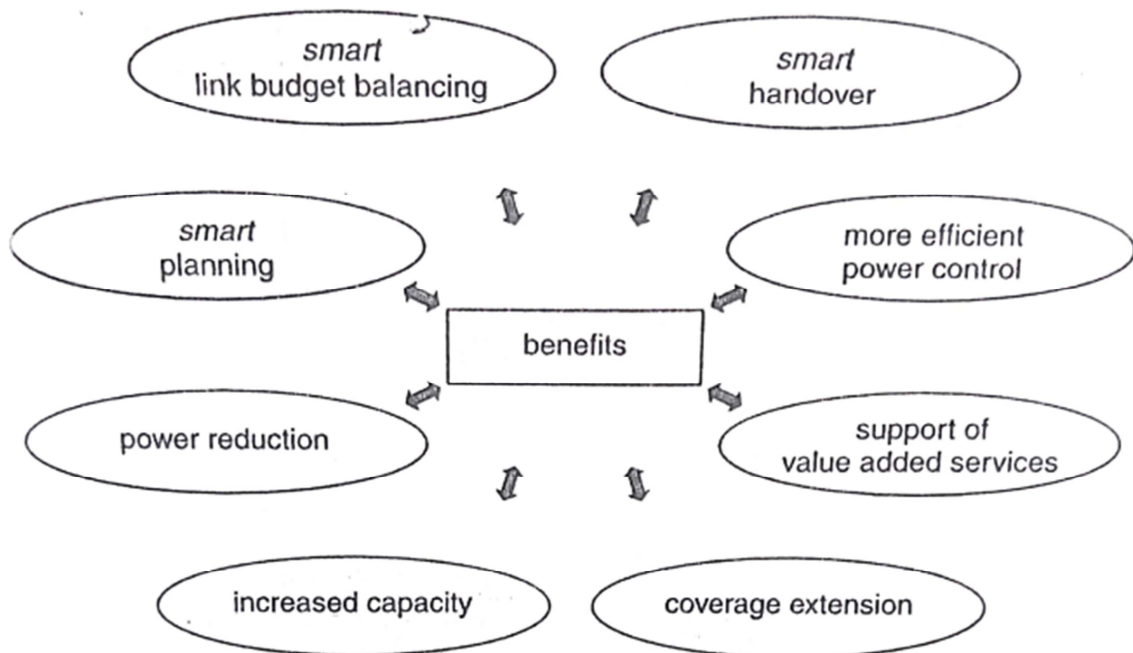 smart
link budget balancing
smart
handover
smart
planning
more efficient
power control
benefits
power reduction
support of
value added services
increased capacity
coverage extension